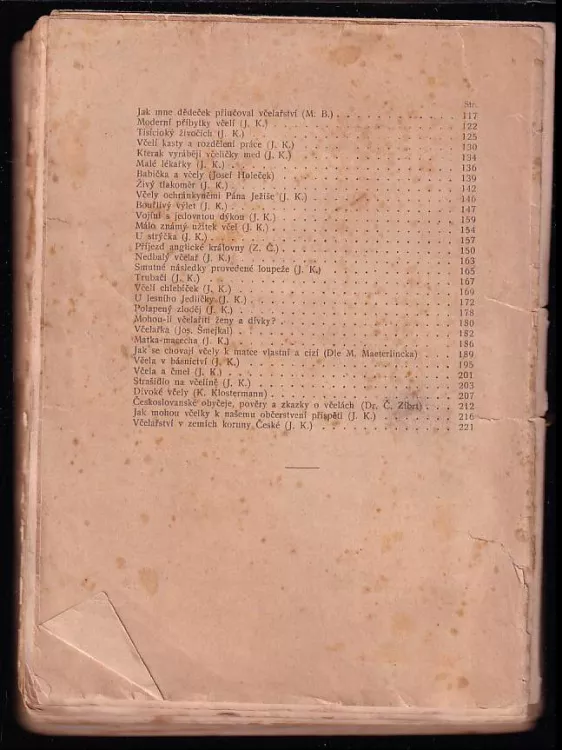 Str.
Jak mne dědeček přiučoval včelařství (M. B.) . . . . . . . . . . 117
Moderní příbytky včelí (J. K.) . . . . . . . . . . 122
Tisícioký živočich (J. K.) . . . . . . . . . . 125
Včelí kasty a rozdělení práce (J. K.) . . . . . . . . . . 130
Kterak vyrábějí včeličky med (J. K.) . . . . . . . . . . 134
Malé lékařky (J. K.) . . . . . . . . . . 136
Babička a včely (Josef Holeček) . . . . . . . . . . 139
Živý tlakoměr (J. K.) . . . . . . . . . . 142
Včely ochránkyněmi Pána Ježíše (J. K.) . . . . . . . . . . 146
Bouřlivý výlet (J. K.) . . . . . . . . . . 147
Vojín s jedovatou dýkou (J. K.) . . . . . . . . . . 159
Málo známý užitek včel (J. K.) . . . . . . . . . . 154
U strýčka (J. K.) . . . . . . . . . . 157
Příjezd anglické královny (Z. Č.) . . . . . . . . . . 150
Nedbalý včelař (J. K.) . . . . . . . . . . 163
Smutné následky provedené loupeže (J. K.) . . . . . . . . . . 165
Trubači (J. K.) . . . . . . . . . . 167
Včelí chlebíček (J. K.) . . . . . . . . . . 169
U lesního Jedličky (J. K.) . . . . . . . . . . 172
Polapený zloděj (J. K.) . . . . . . . . . . 178
Mohou-li včelařiti ženy a dívky? . . . . . . . . . . 180
Včelařka (Jos. Šmejkal) . . . . . . . . . . 182
Matka-macecha (J. K.) . . . . . . . . . . 186
Jak se chovají včely k matce vlastní a cizí (Dle M. Maeterlincka) . . . 189
Včela v básnictví (J. K.) . . . . . . . . . . 195
Včela a čmel (J. K.) . . . . . . . . . . 201
Strašidlo na včelíně (J. K.) . . . . . . . . . . 203
Divoké včely (K. Klostermann) . . . . . . . . . . 207
Českoslovanské obyčeje, pověry a zkazky o včelách (Dr. Č. Zíbrt) . . . 212
Jak mohou včelky k našemu občerstvení přispěti (J. K.) . . . . . . 216
Včelařství v zemích koruny České (J. K.) . . . . . . . . . . 221